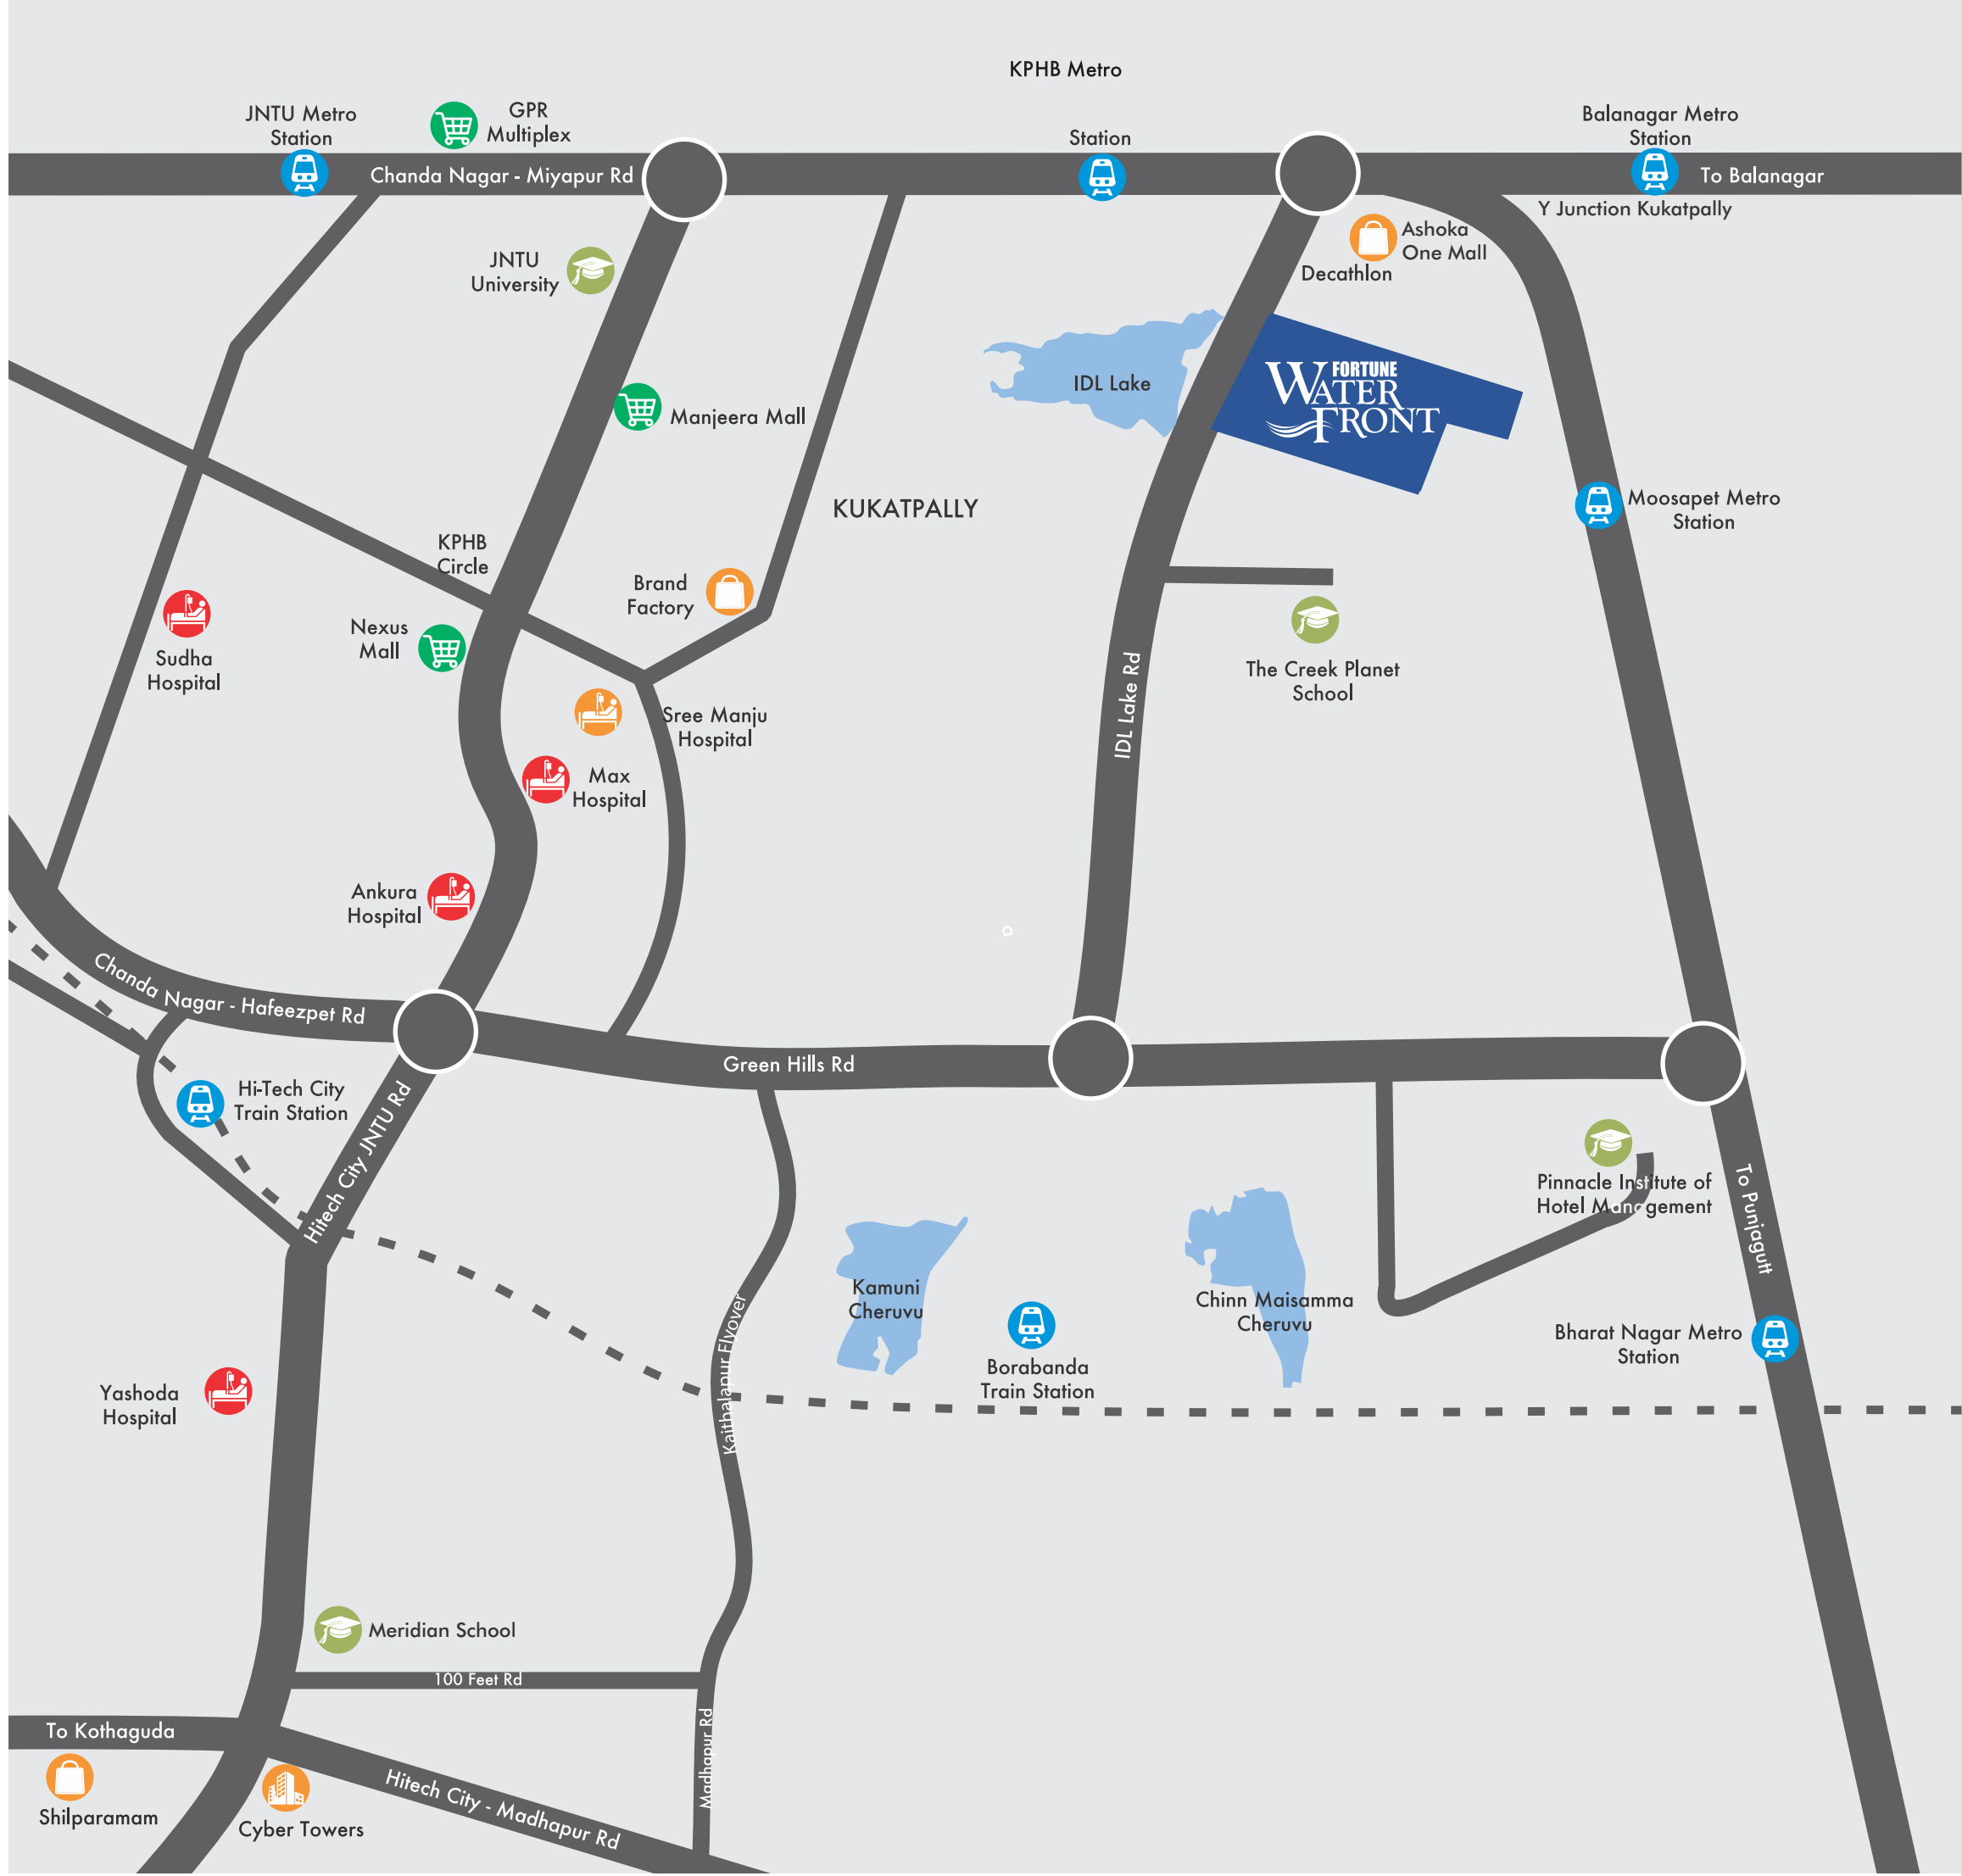 KPHB Metro
Station
JNTU Metro
Station
GPR
Multiplex
Balanagar Metro
Station
Chanda Nagar - Miyapur Rd
To Balanagar
Y Junction Kukatpally
Ashoka
One Mall
Decathlon
JNTU
University
IDL Lake
FORTUNE
WATER
FRONT
Manjeera Mall
KUKATPALLY
Moosapet Metro
Station
KPHB
Circle
Brand
Factory
Nexus
Mall
Sudha
Hospital
The Creek Planet
School
IDL Lake Rd
Sree Manju
Hospital
Max
Hospital
Ankura
Hospital
a
Chanda Nagar - Hafeezpet Rd
Green Hills Rd
Hi-Tech City
Train Station
Hitech City JNTU Rd
Pinnacle Institute of
Hotel Management
To Punjagutt
Kamuni
Cheruvu
Chinn Maisamma
Cheruvu
Kaithalapur Flyover
Borabanda
Train Station
Bharat Nagar Metro
Station
Yashoda
Hospital
Meridian School
100 Feet Rd
To Kothaguda
Madhapur Rd
Hitech City - Madhapur Rd
Shilparamam
Cyber Towers